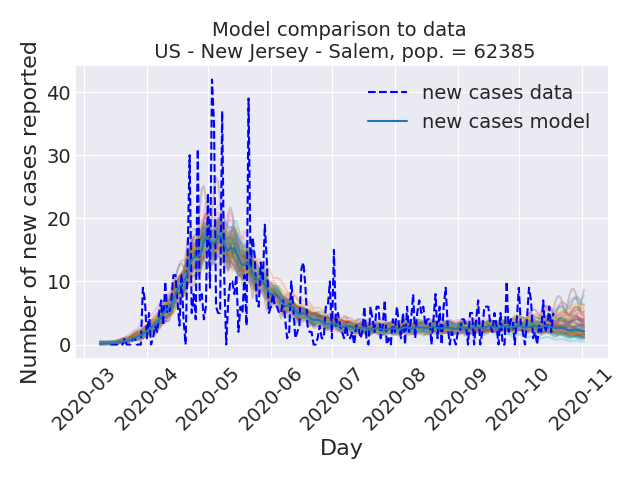 Model comparison to data
US - New Jersey - Salem, pop. = 62385
Number of new cases reported
40
30
20
10
0
new cases data
new cases model
2020-03
2020-04
2020-05
2020-06
2020-07
2020-08
2020-09
2020-10
2020-11
Day